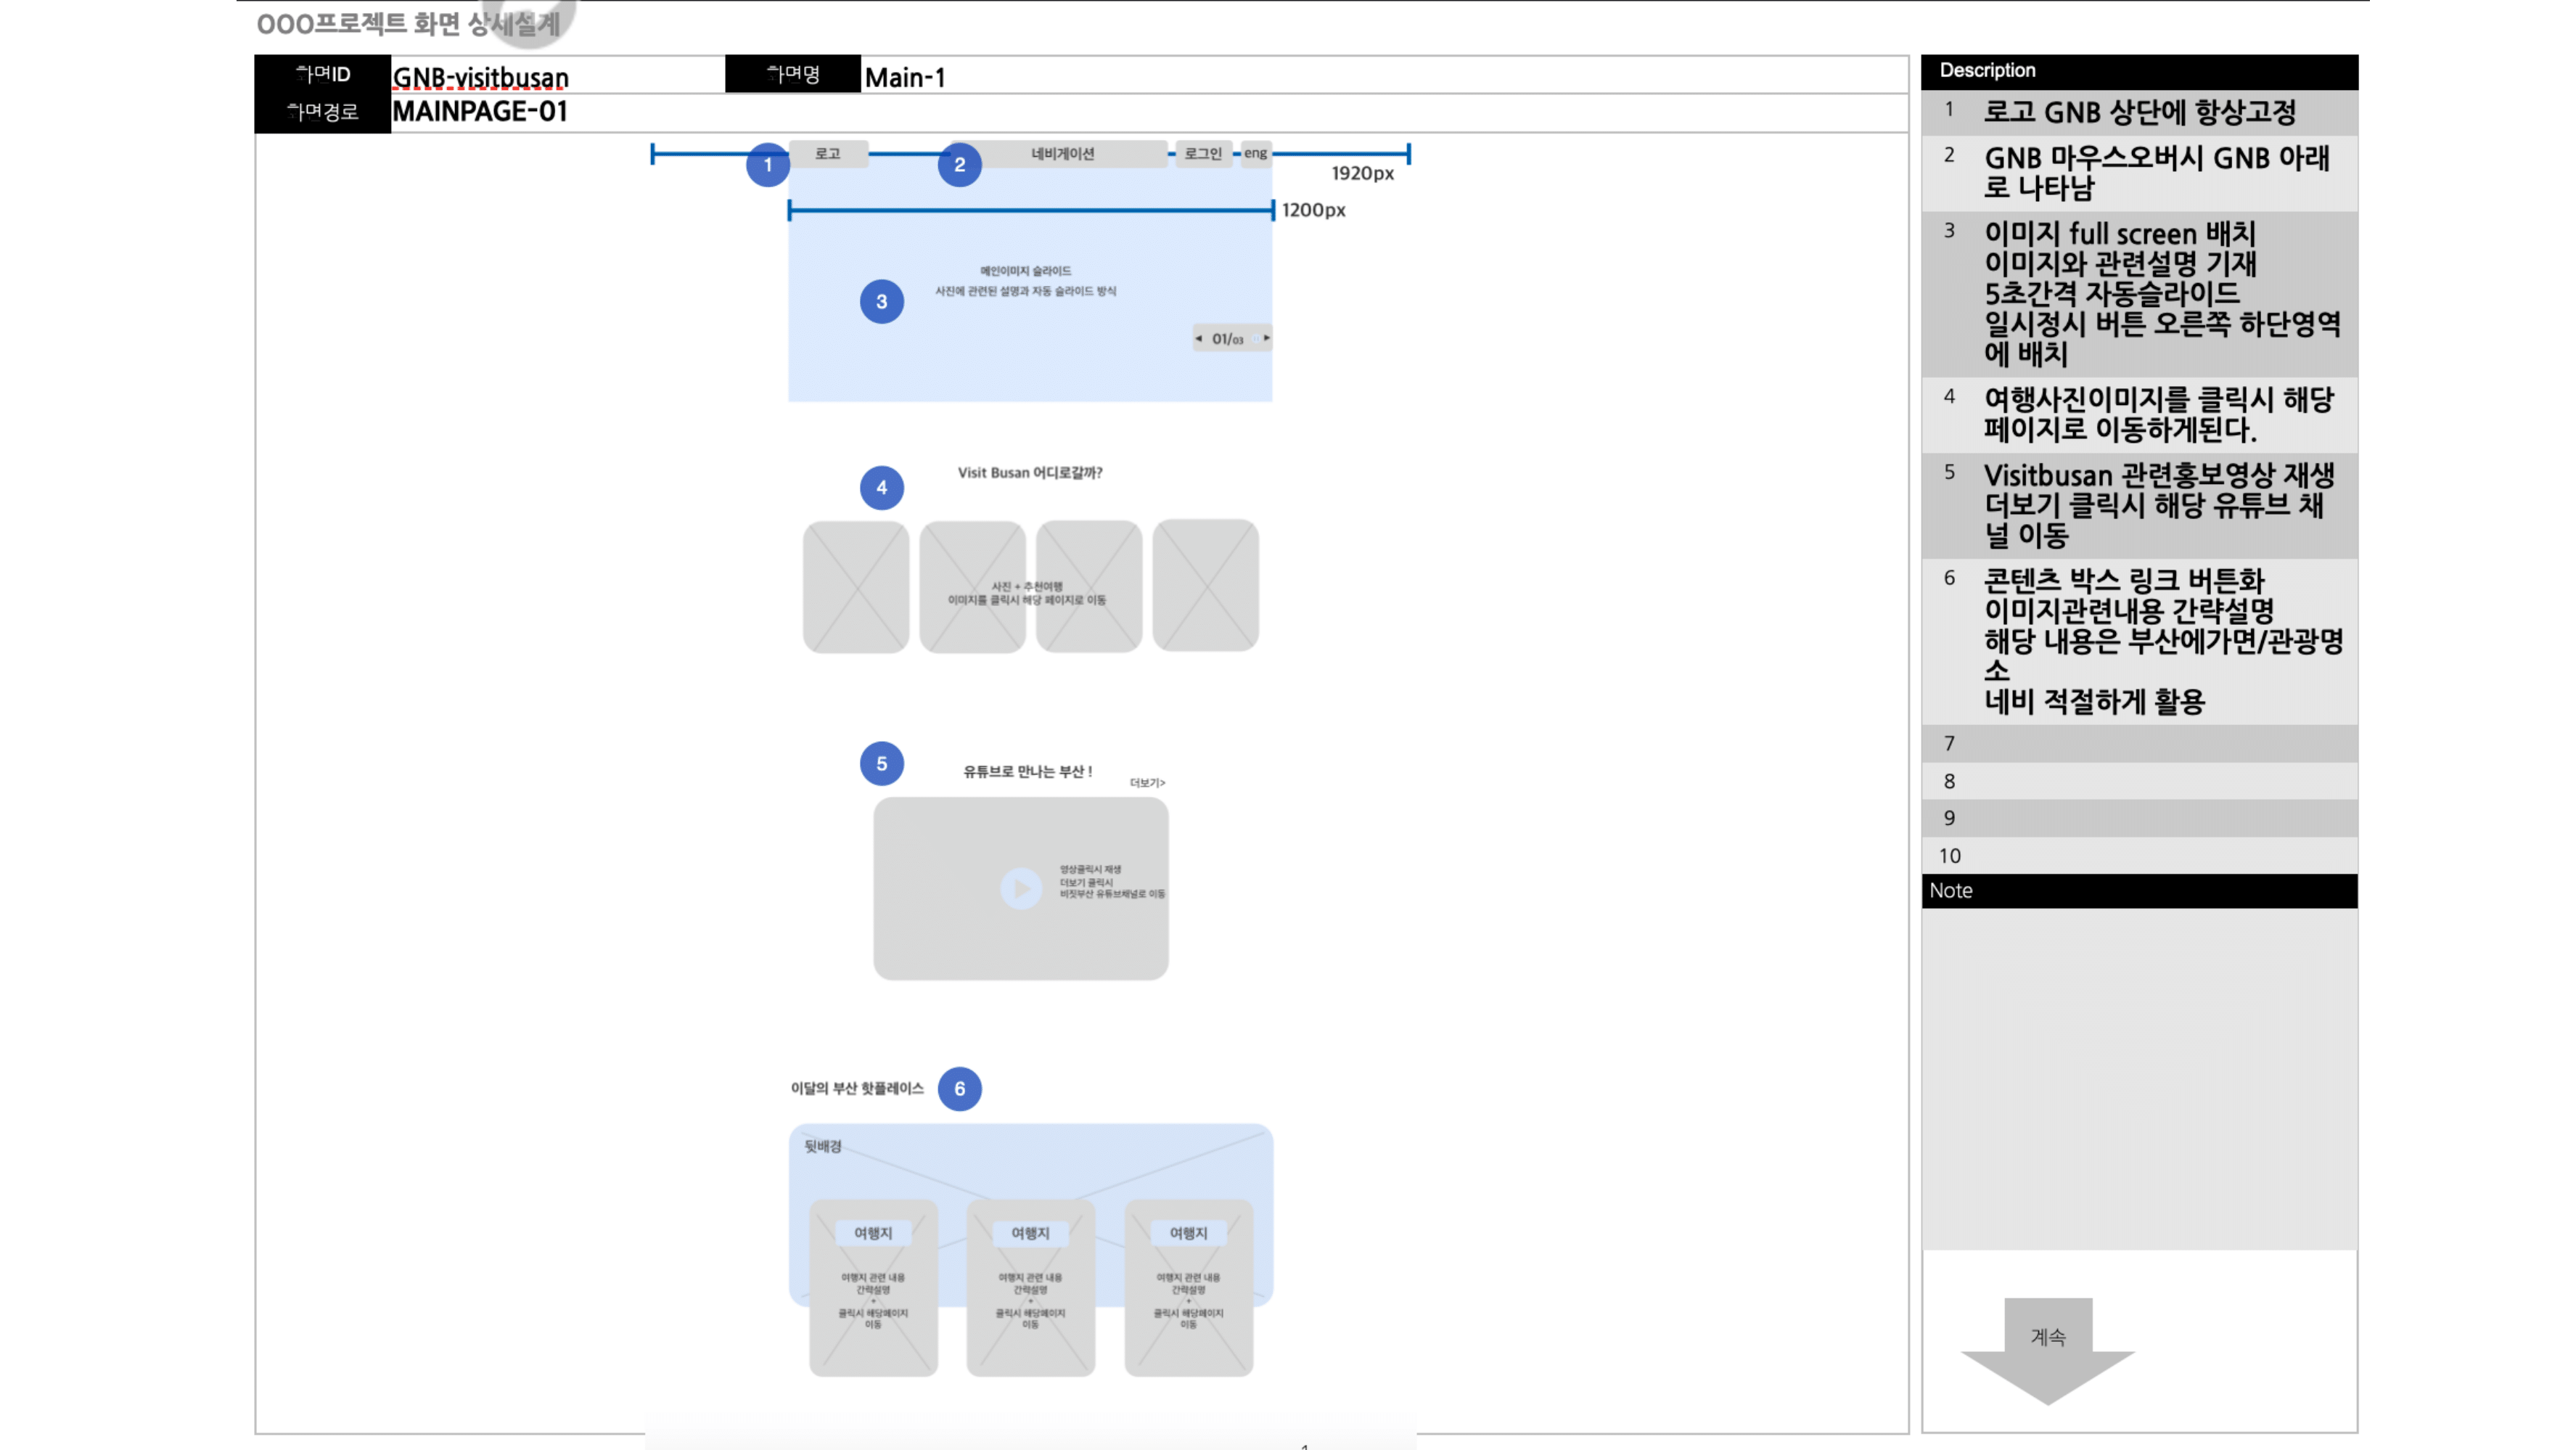 OOO프로젝트 화면 상세설계
화면ID
GNB-visitbusan
화면명
Main-1
화면경로
MAINPAGE-01
1
로고
2
네비게이션
로그인
eng
1920px
1200px
메인이미지 슬라이드
3
사진에 관련된 설명과 자동 슬라이드 방식
◀ 01/03 ▶
4
Visit Busan 어디로갈까?
사진 + 추천여행
이미지를 클릭시 해당 페이지로 이동
5
유튜브로 만나는 부산 !
더보기>
영상클릭시 재생
더보기 클릭시
비짓부산 유튜브채널로 이동
이달의 부산 핫플레이스
6
뒷배경
여행지
여행지 관련 내용
간략설명
+
클릭시 해당페이지
이동
여행지
여행지 관련 내용
간략설명
+
클릭시 해당페이지
이동
여행지
여행지 관련 내용
간략설명
+
클릭시 해당페이지
이동
Description
1 로고 GNB 상단에 항상고정
2 GNB 마우스오버시 GNB 아래
로 나타남
3 이미지 full screen 배치
이미지와 관련설명 기재
5초간격 자동슬라이드
일시정시 버튼 오른쪽 하단영역
에 배치
4 여행사진이미지를 클릭시 해당
페이지로 이동하게된다.
5 Visitbusan 관련홍보영상 재생
더보기 클릭시 해당 유튜브 채
널 이동
6 콘텐츠 박스 링크 버튼화
이미지관련내용 간략설명
해당 내용은 부산에가면/관광명
소
네비 적절하게 활용
7
8
9
10
Note
계속